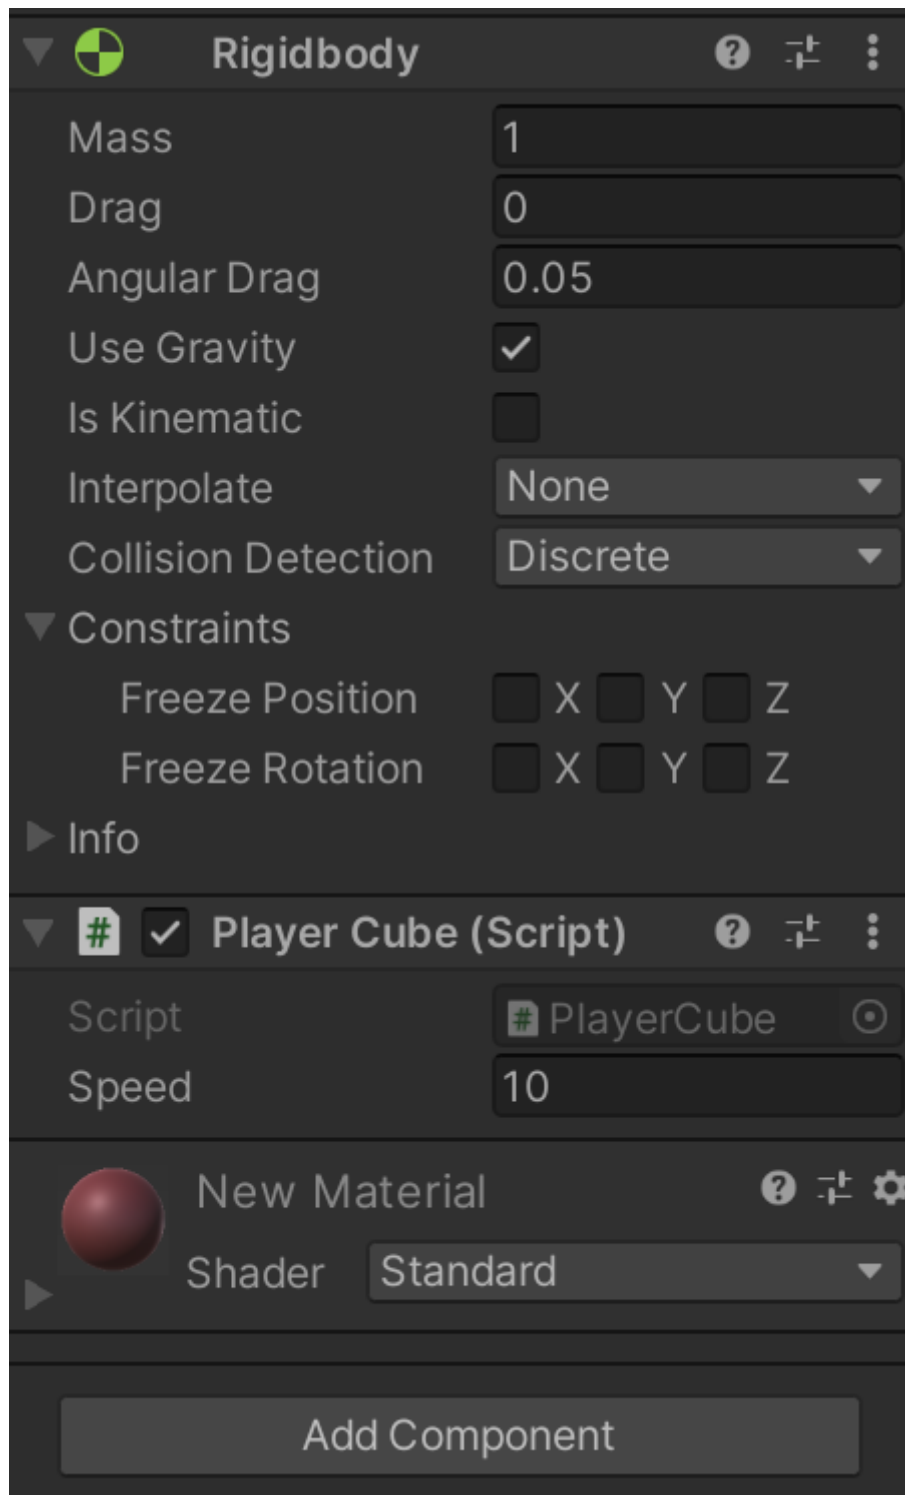 Rigidbody
Mass 1
Drag 0
Angular Drag 0.05
Use Gravity
Is Kinematic
Interpolate None
Collision Detection Discrete
Constraints
Freeze Position X Y Z
Freeze Rotation X Y Z
Info
# Player Cube (Script)
Script # PlayerCube
Speed 10
New Material
Shader Standard
Add Component